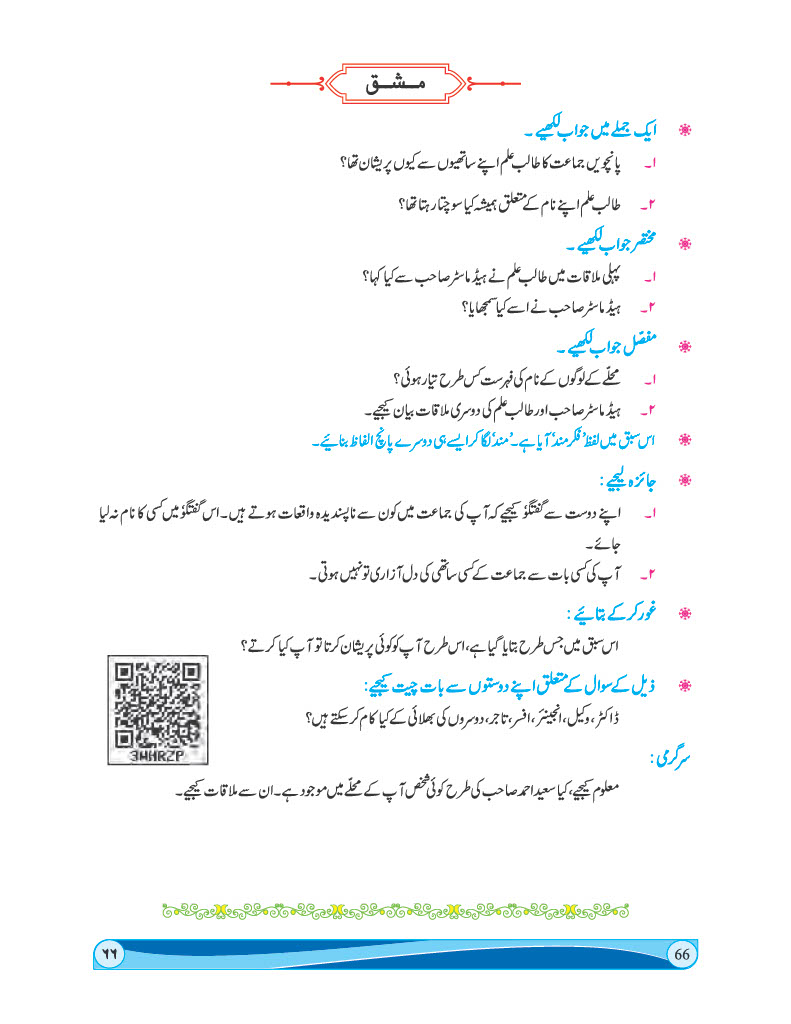 مشق
ایک جملے میں جواب لکھیے۔
۱۔ پانچویں جماعت کا طالب علم اپنے ساتھیوں سے کیوں پریشان تھا؟
۲۔ طالب علم اپنے نام کے متعلق ہمیشہ کیا سوچتا رہتا تھا؟
مختصر جواب لکھیے۔
۱۔ پہلی ملاقات میں طالب علم نے ہیڈ ماسٹر صاحب سے کیا کہا؟
۲۔ ہیڈ ماسٹر صاحب نے اسے کیا سمجھایا؟
مفصّل جواب لکھیے۔
۱۔ محلّے کے لوگوں کے نام کی فہرست کس طرح تیار ہوئی؟
۲۔ ہیڈ ماسٹر صاحب اور طالب علم کی دوسری ملاقات بیان کیجیے۔
اس سبق میں لفظ 'فکر مند' آیا ہے۔ 'مند' لگا کر ایسے ہی دوسرے پانچ الفاظ بنائیے۔
جائزہ لیجیے :
۱۔ اپنے دوست سے گفتگوٗ کیجیے کہ آپ کی جماعت میں کون سے ناپسندیدہ واقعات ہوتے ہیں۔ اس گفتگوٗ میں کسی کا نام نہ لیا
جائے۔
۲۔ آپ کی کسی بات سے جماعت کے کسی ساتھی کی دل آزاری تو نہیں ہوتی۔
غور کر کے بتائیے :
اس سبق میں جس طرح بتایا گیا ہے، اس طرح آپ کو کوئی پریشان کرتا تو آپ کیا کرتے؟
ذیل کے سوال کے متعلق اپنے دوستوں سے بات چیت کیجیے:
ڈاکٹر، وکیل، انجینئر، افسر، تاجر، دوسروں کی بھلائی کے کیا کام کر سکتے ہیں؟
3WHRZP
سرگرمی :
معلوم کیجیے، کیا سعید احمد صاحب کی طرح کوئی شخص آپ کے محلّے میں موجود ہے۔ ان سے ملاقات کیجیے۔
66
۶۶